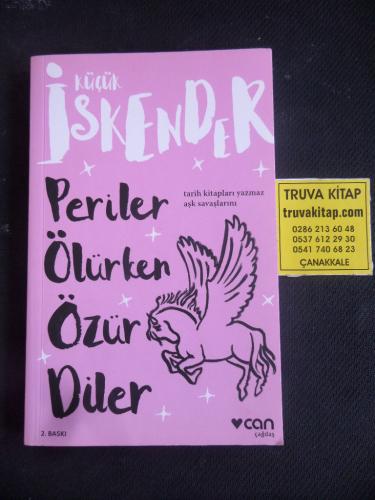 küçük
İSKENDER
tarih kitapları yazmaz
aşk savaşlarını
Periler
Ölürken
Özür
Diler
2. BASKI
can
çağdaş
TRUVA KİTAP
truvakitap.com
0286 213 60 48
0537 612 29 30
0541 740 68 23
ÇANAKKALE